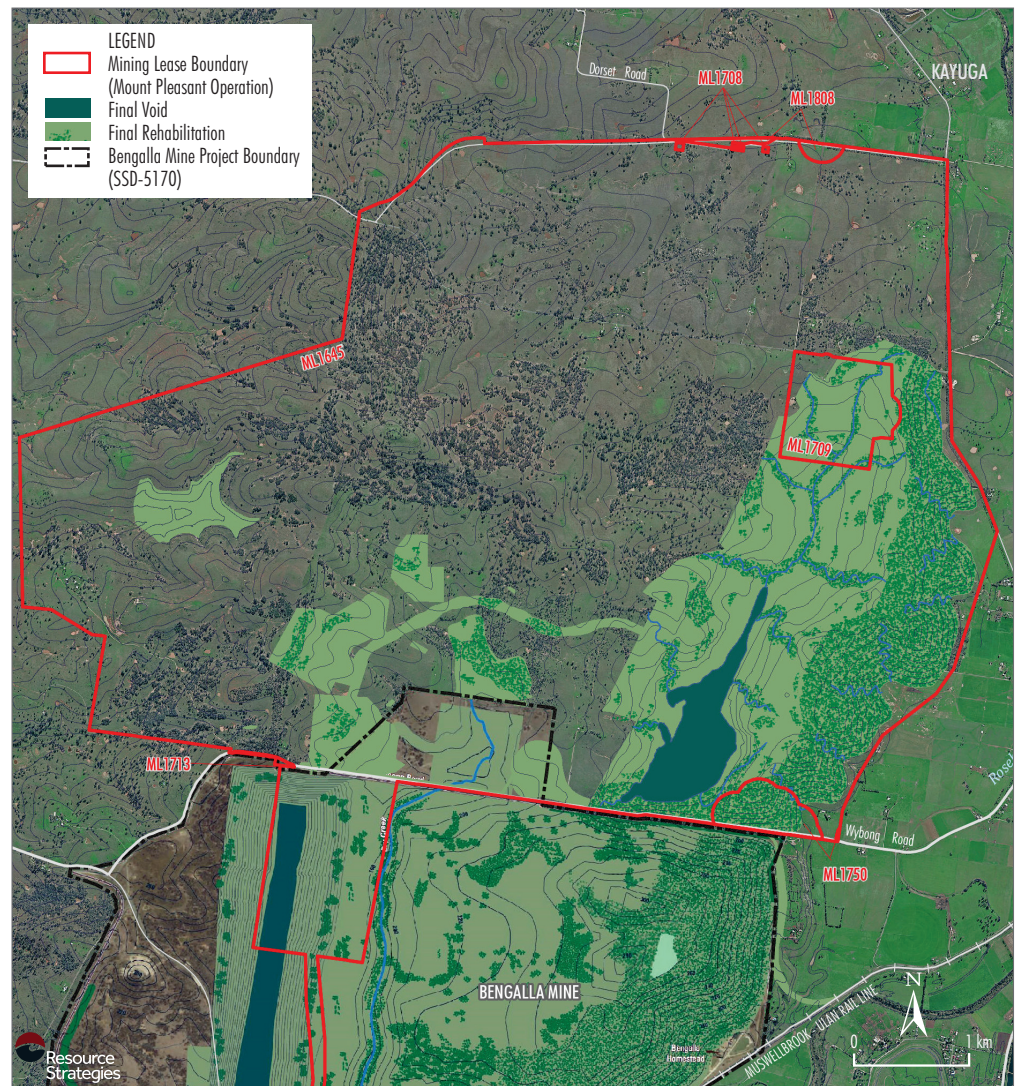 LEGEND
Mining Lease Boundary
(Mount Pleasant Operation)
Final Void
Final Rehabilitation
Bengalla Mine Project Boundary
(SSD-5170)
Dorset Road
KAYUGA
ML1708
ML1808
ML1645
ML1709
ML1713
Road
Creek
Wybong Road
ML1750
BENGALLA MINE
Bengalla
Homestead
MUSWELLBROOK - ULAN RAIL LINE
N
0 1 km
Resource
Strategies